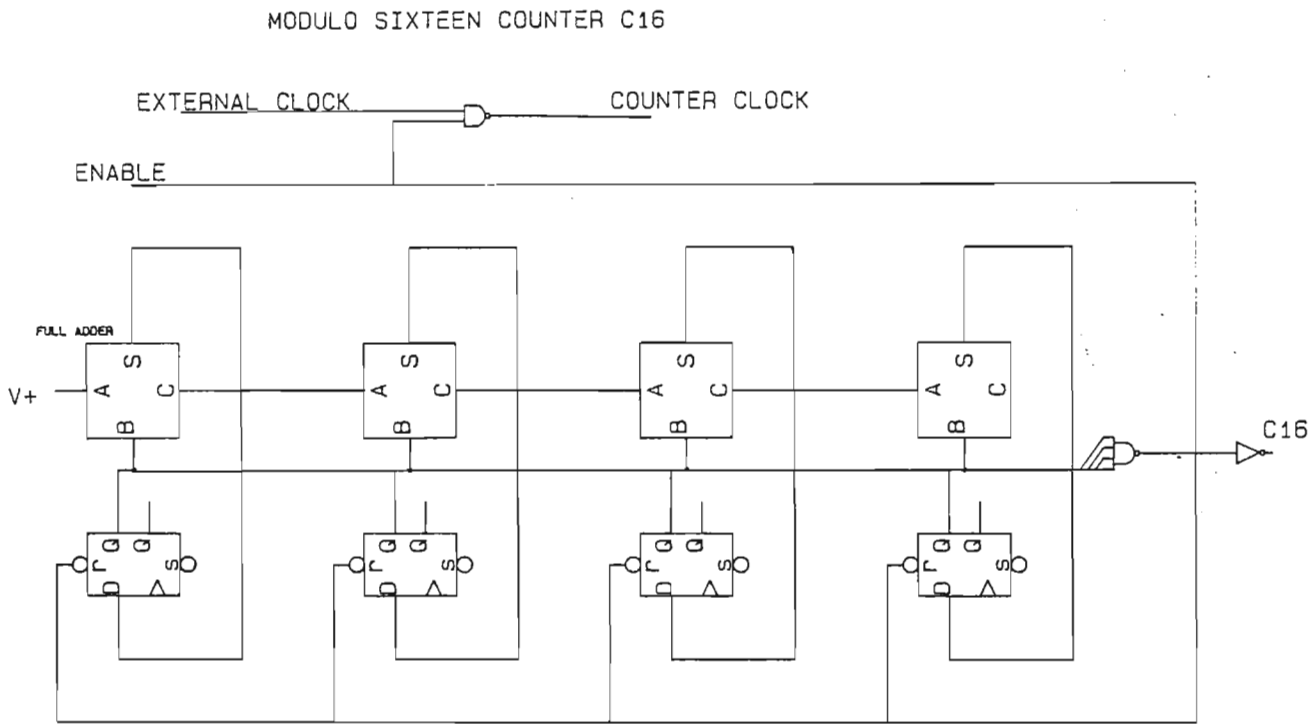 MODULO SIXTEEN COUNTER C16
EXTERNAL CLOCK
COUNTER CLOCK
ENABLE
FULL ADDER
V+
A S C B
A S C B
A S C B
A S C B
C16
r Q Q s D
r Q Q s D
r Q Q s D
r Q Q s D